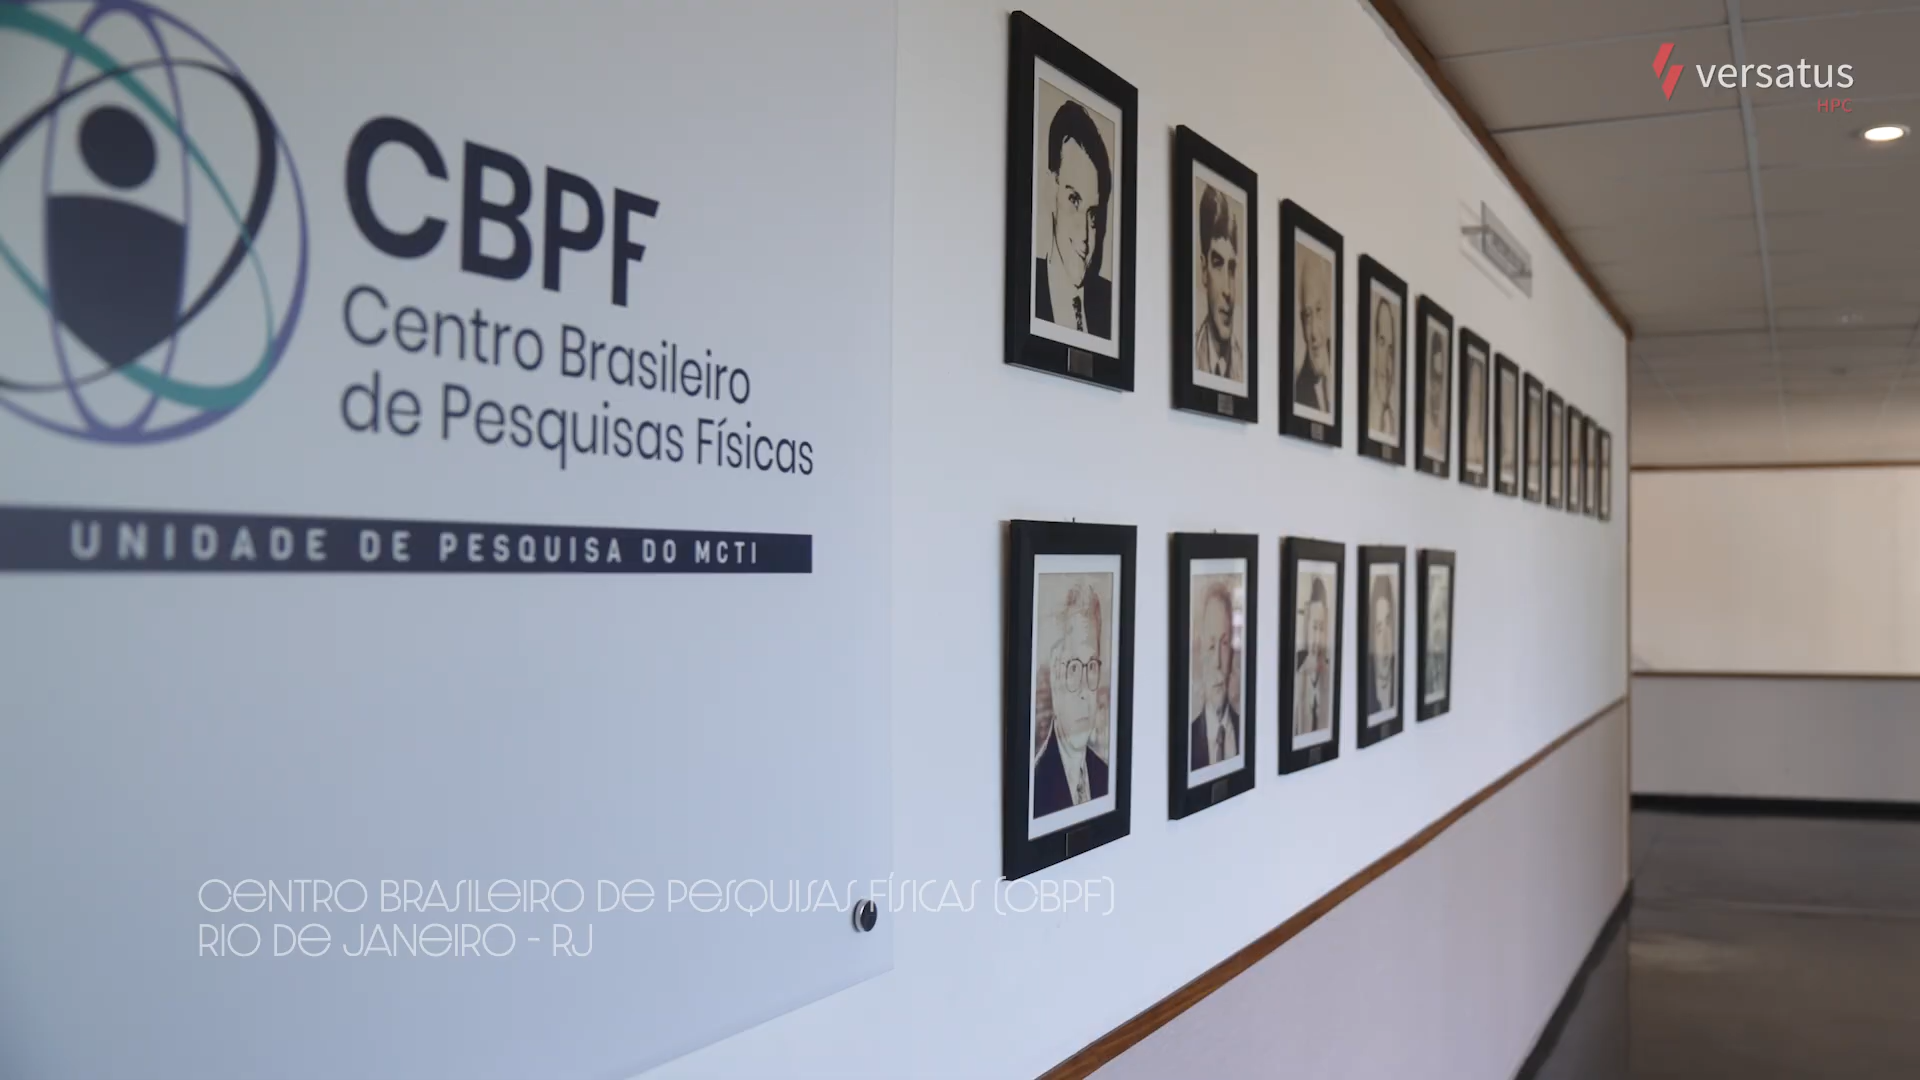 versatus
HPC
CBPF
Centro Brasileiro
de Pesquisas Físicas
UNIDADE DE PESQUISA DO MCTI
CENTRO BRASILEIRO DE PESQUISAS FÍSICAS (CBPF)
RIO DE JANEIRO - RJ